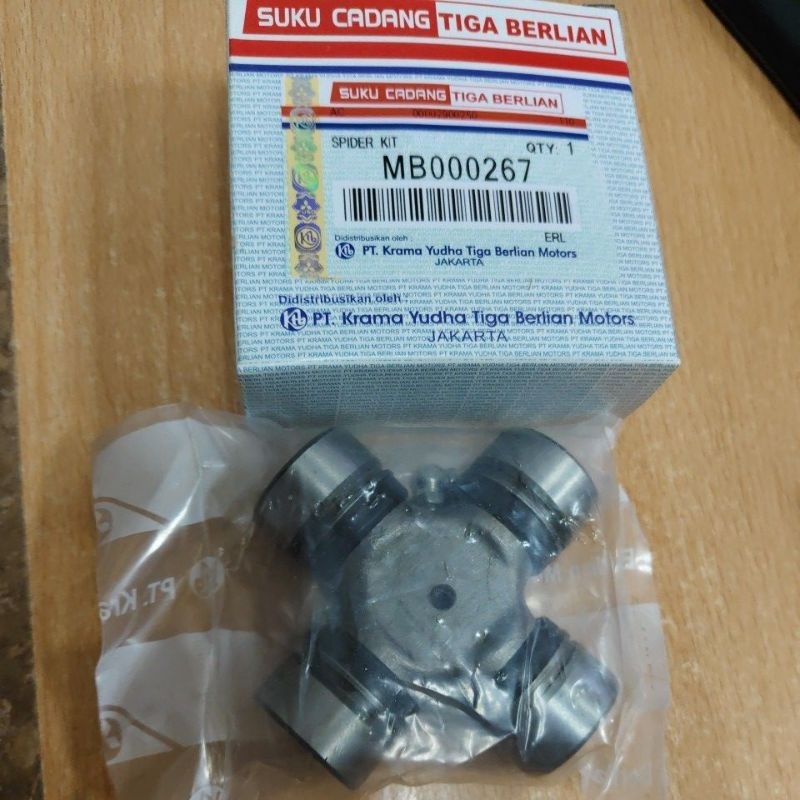 SUKU CADANG TIGA BERLIAN
SUKU CADANG TIGA BERLIAN
SPIDER KIT QTY: 1
MB000267
ERL
Didistribusikan oleh :
PT. Krama Yudha Tiga Berlian Motors
JAKARTA
Didistribusikan oleh :
PT. Krama Yudha Tiga Berlian Motors
JAKARTA